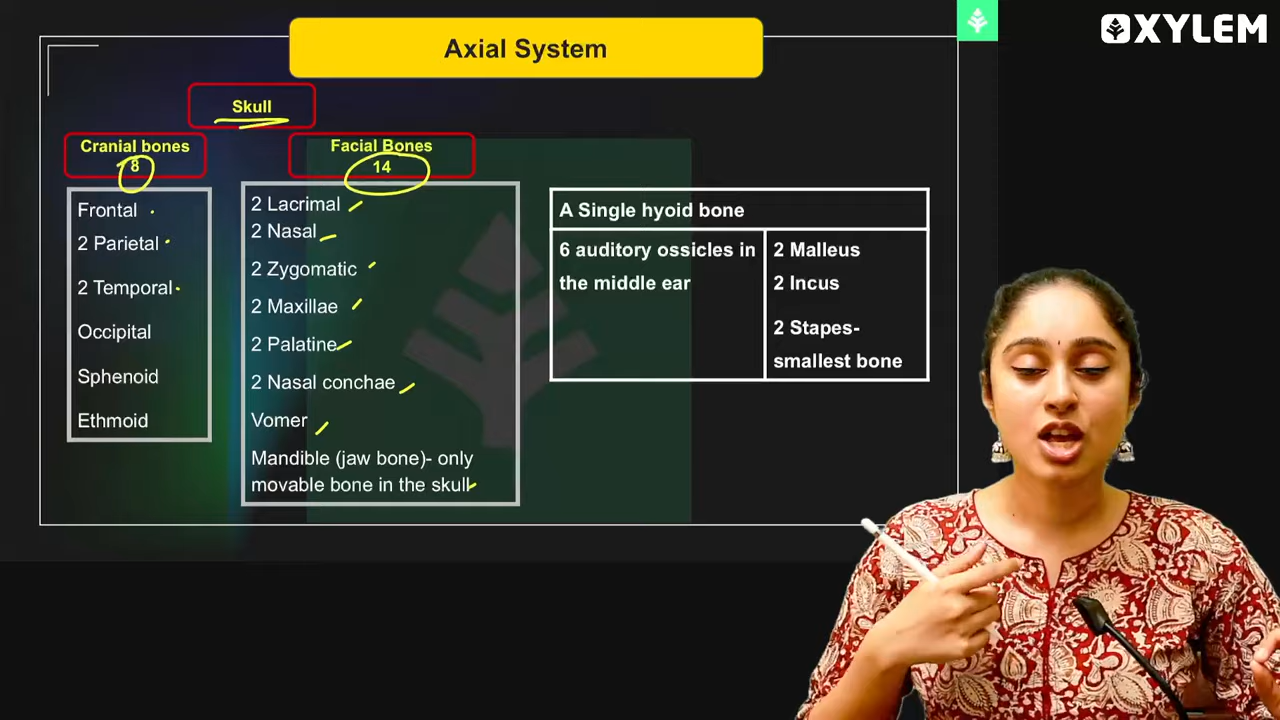 XYLEM
Axial System
Skull
Cranial bones
8
Facial Bones
14
Frontal
2 Parietal
2 Temporal
Occipital
Sphenoid
Ethmoid
2 Lacrimal
2 Nasal
2 Zygomatic
2 Maxillae
2 Palatine
2 Nasal conchae
Vomer
Mandible (jaw bone)- only
movable bone in the skull
A Single hyoid bone
6 auditory ossicles in
the middle ear
2 Malleus
2 Incus
2 Stapes-
smallest bone